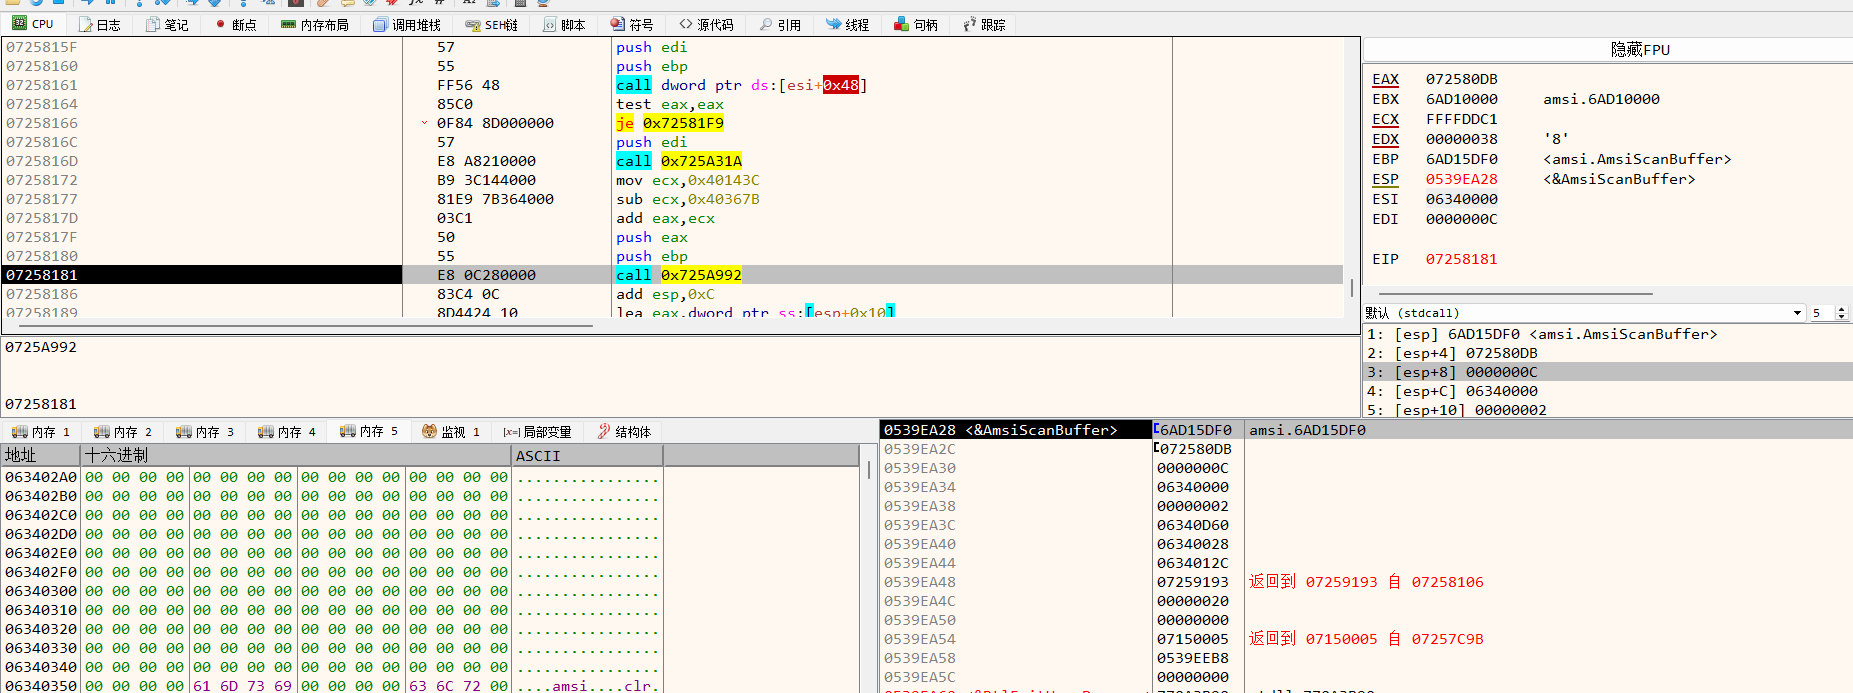 CPU 日志 笔记 断点 内存布局 调用堆栈 SEH链 脚本 符号 源代码 引用 线程 句柄 跟踪
0725815F 57 push edi
07258160 55 push ebp
07258161 FF56 48 call dword ptr ds:[esi+0x48]
07258164 85C0 test eax,eax
07258166 0F84 8D000000 je 0x72581F9
0725816C 57 push edi
0725816D E8 A8210000 call 0x725A31A
07258172 B9 3C144000 mov ecx,0x40143C
07258177 81E9 7B364000 sub ecx,0x40367B
0725817D 03C1 add eax,ecx
0725817F 50 push eax
07258180 55 push ebp
07258181 E8 0C280000 call 0x725A992
07258186 83C4 0C add esp,0xC
07258189 8D4424 10 lea eax,dword ptr ss:[esp+0x10]
0725A992
07258181
隐藏FPU
EAX 072580DB
EBX 6AD10000 amsi.6AD10000
ECX FFFFDDC1
EDX 00000038 '8'
EBP 6AD15DF0 <amsi.AmsiScanBuffer>
ESP 0539EA28 <&AmsiScanBuffer>
ESI 06340000
EDI 0000000C
EIP 07258181
默认 (stdcall) 5
1: [esp] 6AD15DF0 <amsi.AmsiScanBuffer>
2: [esp+4] 072580DB
3: [esp+8] 0000000C
4: [esp+C] 06340000
5: [esp+10] 00000002
内存 1 内存 2 内存 3 内存 4 内存 5 监视 1 [x=] 局部变量 结构体
地址 十六进制 ASCII
063402A0 00 00 00 00 00 00 00 00 00 00 00 00 00 00 00 00 ................
063402B0 00 00 00 00 00 00 00 00 00 00 00 00 00 00 00 00 ................
063402C0 00 00 00 00 00 00 00 00 00 00 00 00 00 00 00 00 ................
063402D0 00 00 00 00 00 00 00 00 00 00 00 00 00 00 00 00 ................
063402E0 00 00 00 00 00 00 00 00 00 00 00 00 00 00 00 00 ................
063402F0 00 00 00 00 00 00 00 00 00 00 00 00 00 00 00 00 ................
06340300 00 00 00 00 00 00 00 00 00 00 00 00 00 00 00 00 ................
06340310 00 00 00 00 00 00 00 00 00 00 00 00 00 00 00 00 ................
06340320 00 00 00 00 00 00 00 00 00 00 00 00 00 00 00 00 ................
06340330 00 00 00 00 00 00 00 00 00 00 00 00 00 00 00 00 ................
06340340 00 00 00 00 00 00 00 00 00 00 00 00 00 00 00 00 ................
06340350 00 00 00 00 61 6D 73 69 00 00 00 00 63 6C 72 00 ....amsi....clr.
0539EA28 <&AmsiScanBuffer> 6AD15DF0 amsi.6AD15DF0
0539EA2C 072580DB
0539EA30 0000000C
0539EA34 06340000
0539EA38 00000002
0539EA3C 06340D60
0539EA40 06340028
0539EA44 0634012C
0539EA48 07259193 返回到 07259193 自 07258106
0539EA4C 00000020
0539EA50 00000000
0539EA54 07150005 返回到 07150005 自 07257C9B
0539EA58 0539EEB8
0539EA5C 00000000